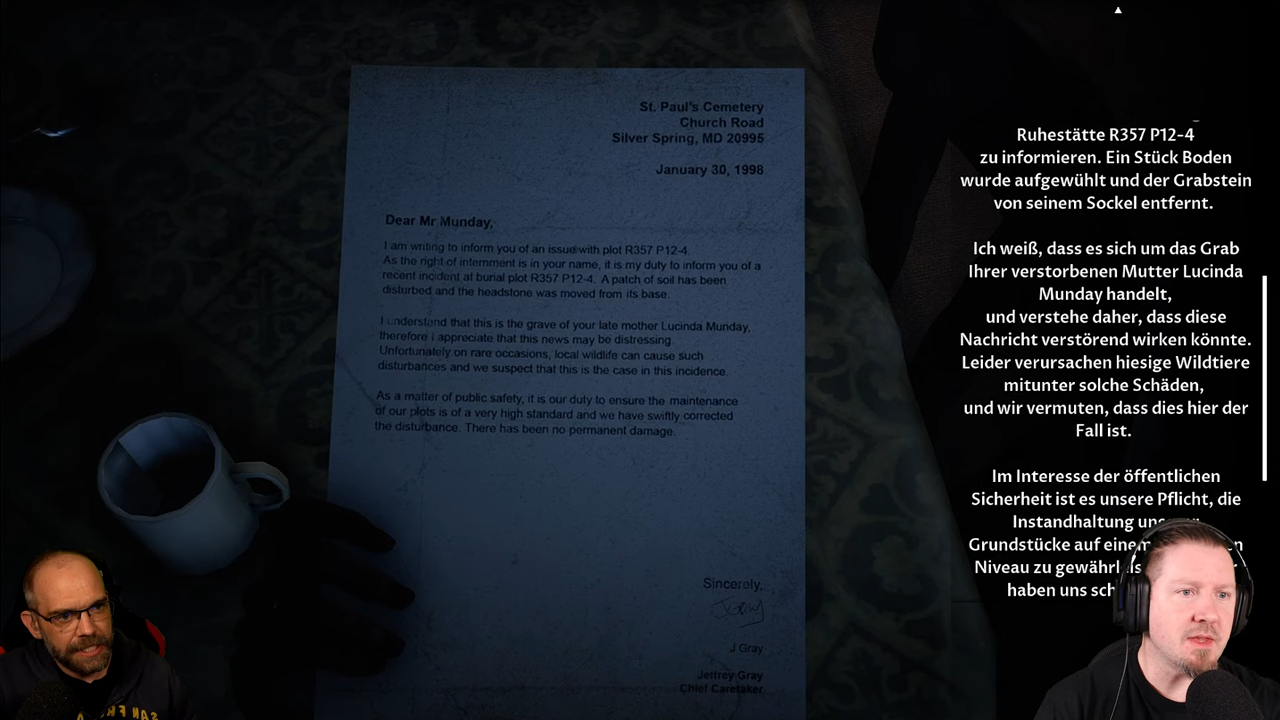 St. Paul's Cemetery
Church Road
Silver Spring, MD 20995
January 30, 1998
Dear Mr Munday,
I am writing to inform you of an issue with plot R357 P12-4.
As the right of internment is in your name, it is my duty to inform you of a
recent incident at burial plot R357 P12-4. A patch of soil has been
disturbed and the headstone was moved from its base.
I understand that this is the grave of your late mother Lucinda Munday,
therefore I appreciate that this news may be distressing.
Unfortunately on rare occasions, local wildlife can cause such
disturbances and we suspect that this is the case in this incidence.
As a matter of public safety, it is our duty to ensure the maintenance
of our plots is of a very high standard and we have swiftly corrected
the disturbance. There has been no permanent damage.
Sincerely,
J Gray
J Gray
Jeffrey Gray
Chief Caretaker
Ruhestätte R357 P12-4
zu informieren. Ein Stück Boden
wurde aufgewühlt und der Grabstein
von seinem Sockel entfernt.
Ich weiß, dass es sich um das Grab
Ihrer verstorbenen Mutter Lucinda
Munday handelt,
und verstehe daher, dass diese
Nachricht verstörend wirken könnte.
Leider verursachen hiesige Wildtiere
mitunter solche Schäden,
und wir vermuten, dass dies hier der
Fall ist.
Im Interesse der öffentlichen
Sicherheit ist es unsere Pflicht, die
Instandhaltung
Grundstücke auf einem
Niveau zu
haben uns
SAN